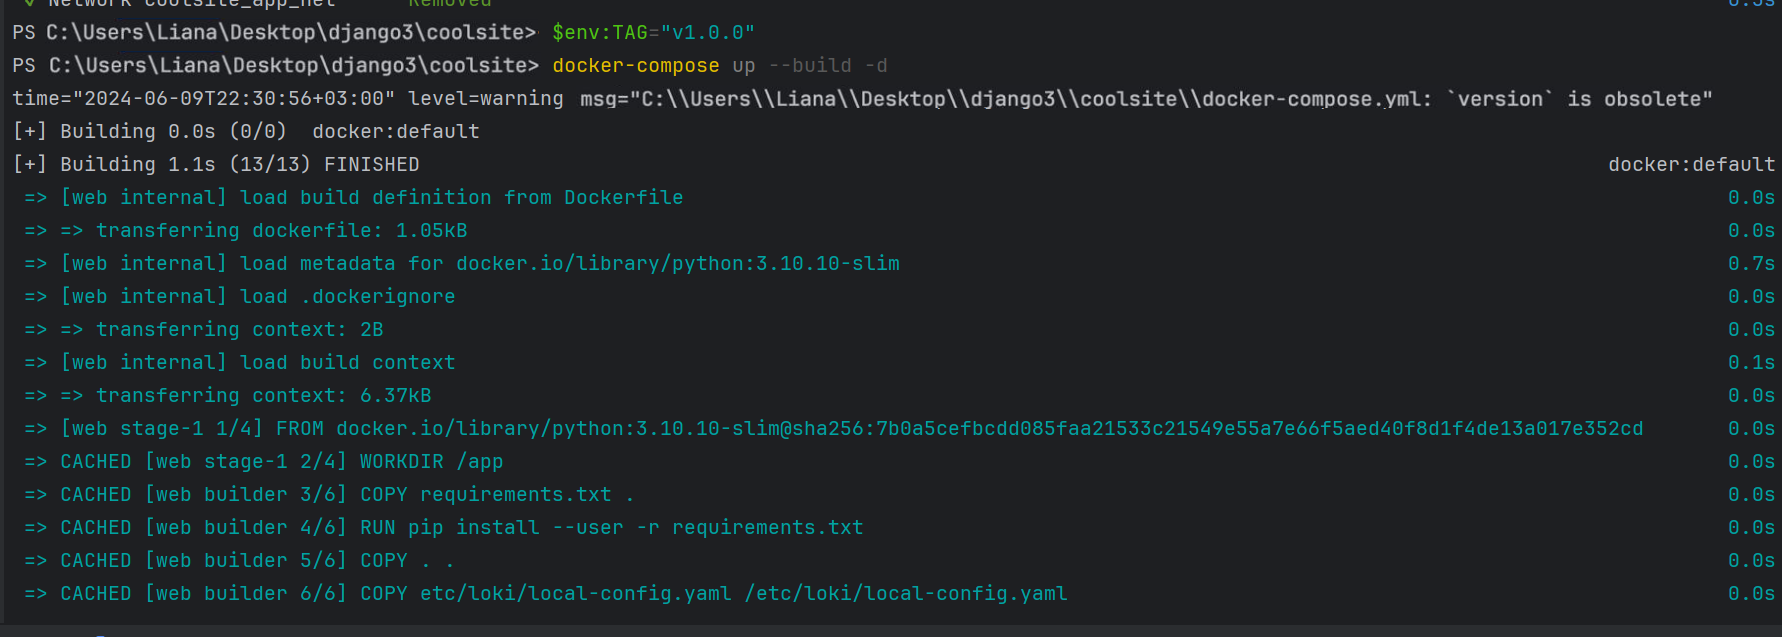 Network coolsite_app_net Removed 0.3s
PS C:\Users\Liana\Desktop\django3\coolsite> $env:TAG="v1.0.0"
PS C:\Users\Liana\Desktop\django3\coolsite> docker-compose up --build -d
time="2024-06-09T22:30:56+03:00" level=warning msg="C:\\Users\\Liana\\Desktop\\django3\\coolsite\\docker-compose.yml: `version` is obsolete"
[+] Building 0.0s (0/0) docker:default
[+] Building 1.1s (13/13) FINISHED docker:default
=> [web internal] load build definition from Dockerfile 0.0s
=> => transferring dockerfile: 1.05kB 0.0s
=> [web internal] load metadata for docker.io/library/python:3.10.10-slim 0.7s
=> [web internal] load .dockerignore 0.0s
=> => transferring context: 2B 0.0s
=> [web internal] load build context 0.1s
=> => transferring context: 6.37kB 0.0s
=> [web stage-1 1/4] FROM docker.io/library/python:3.10.10-slim@sha256:7b0a5cefbcdd085faa21533c21549e55a7e66f5aed40f8d1f4de13a017e352cd 0.0s
=> CACHED [web stage-1 2/4] WORKDIR /app 0.0s
=> CACHED [web builder 3/6] COPY requirements.txt . 0.0s
=> CACHED [web builder 4/6] RUN pip install --user -r requirements.txt 0.0s
=> CACHED [web builder 5/6] COPY . . 0.0s
=> CACHED [web builder 6/6] COPY etc/loki/local-config.yaml /etc/loki/local-config.yaml 0.0s